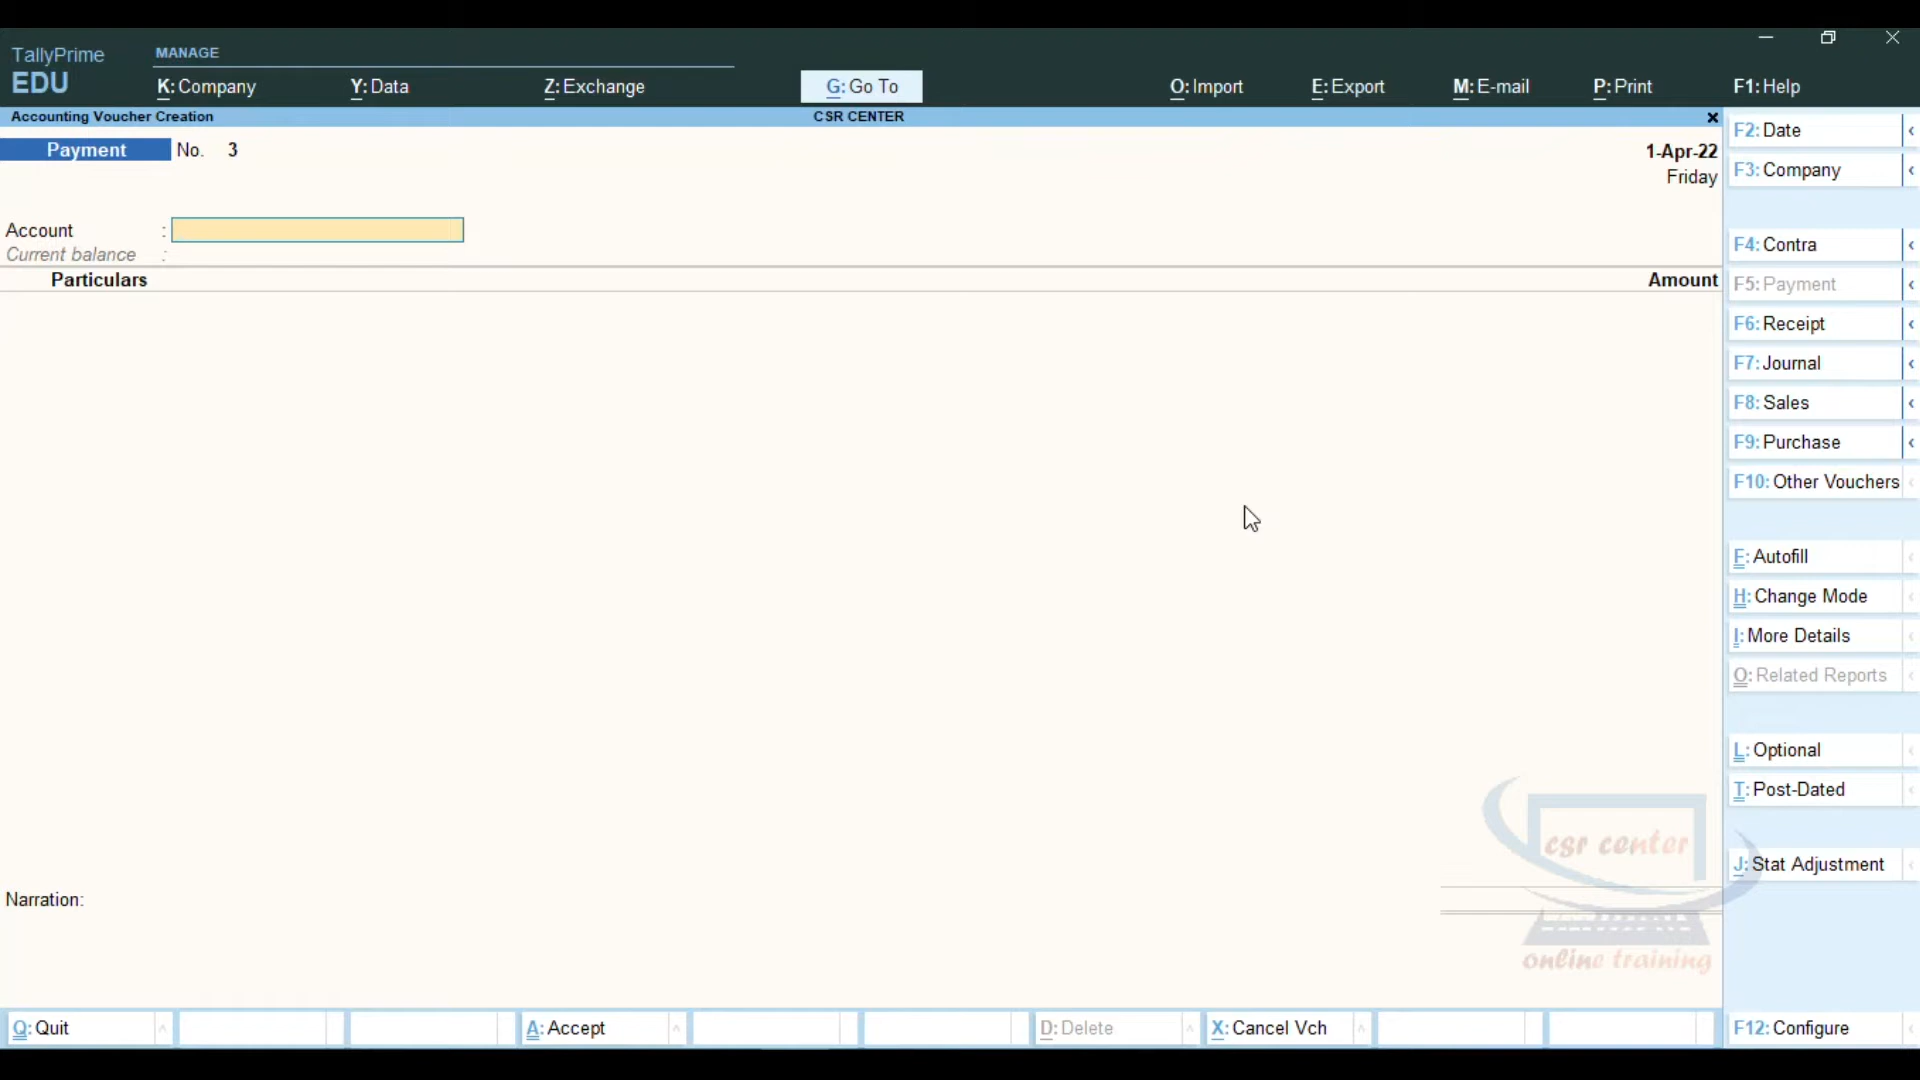 TallyPrime
EDU
MANAGE
K: Company
Y: Data
Z: Exchange
G: Go To
O: Import
E: Export
M: E-mail
P: Print
F1: Help
Accounting Voucher Creation
CSR CENTER
Payment No. 3
1-Apr-22
Friday
Account :
Current balance :
Particulars
Amount
Narration:
F2: Date
F3: Company
F4: Contra
F5: Payment
F6: Receipt
F7: Journal
F8: Sales
F9: Purchase
F10: Other Vouchers
F: Autofill
H: Change Mode
I: More Details
O: Related Reports
L: Optional
T: Post-Dated
J: Stat Adjustment
F12: Configure
csr center
online training
Q: Quit
A: Accept
D: Delete
X: Cancel Vch